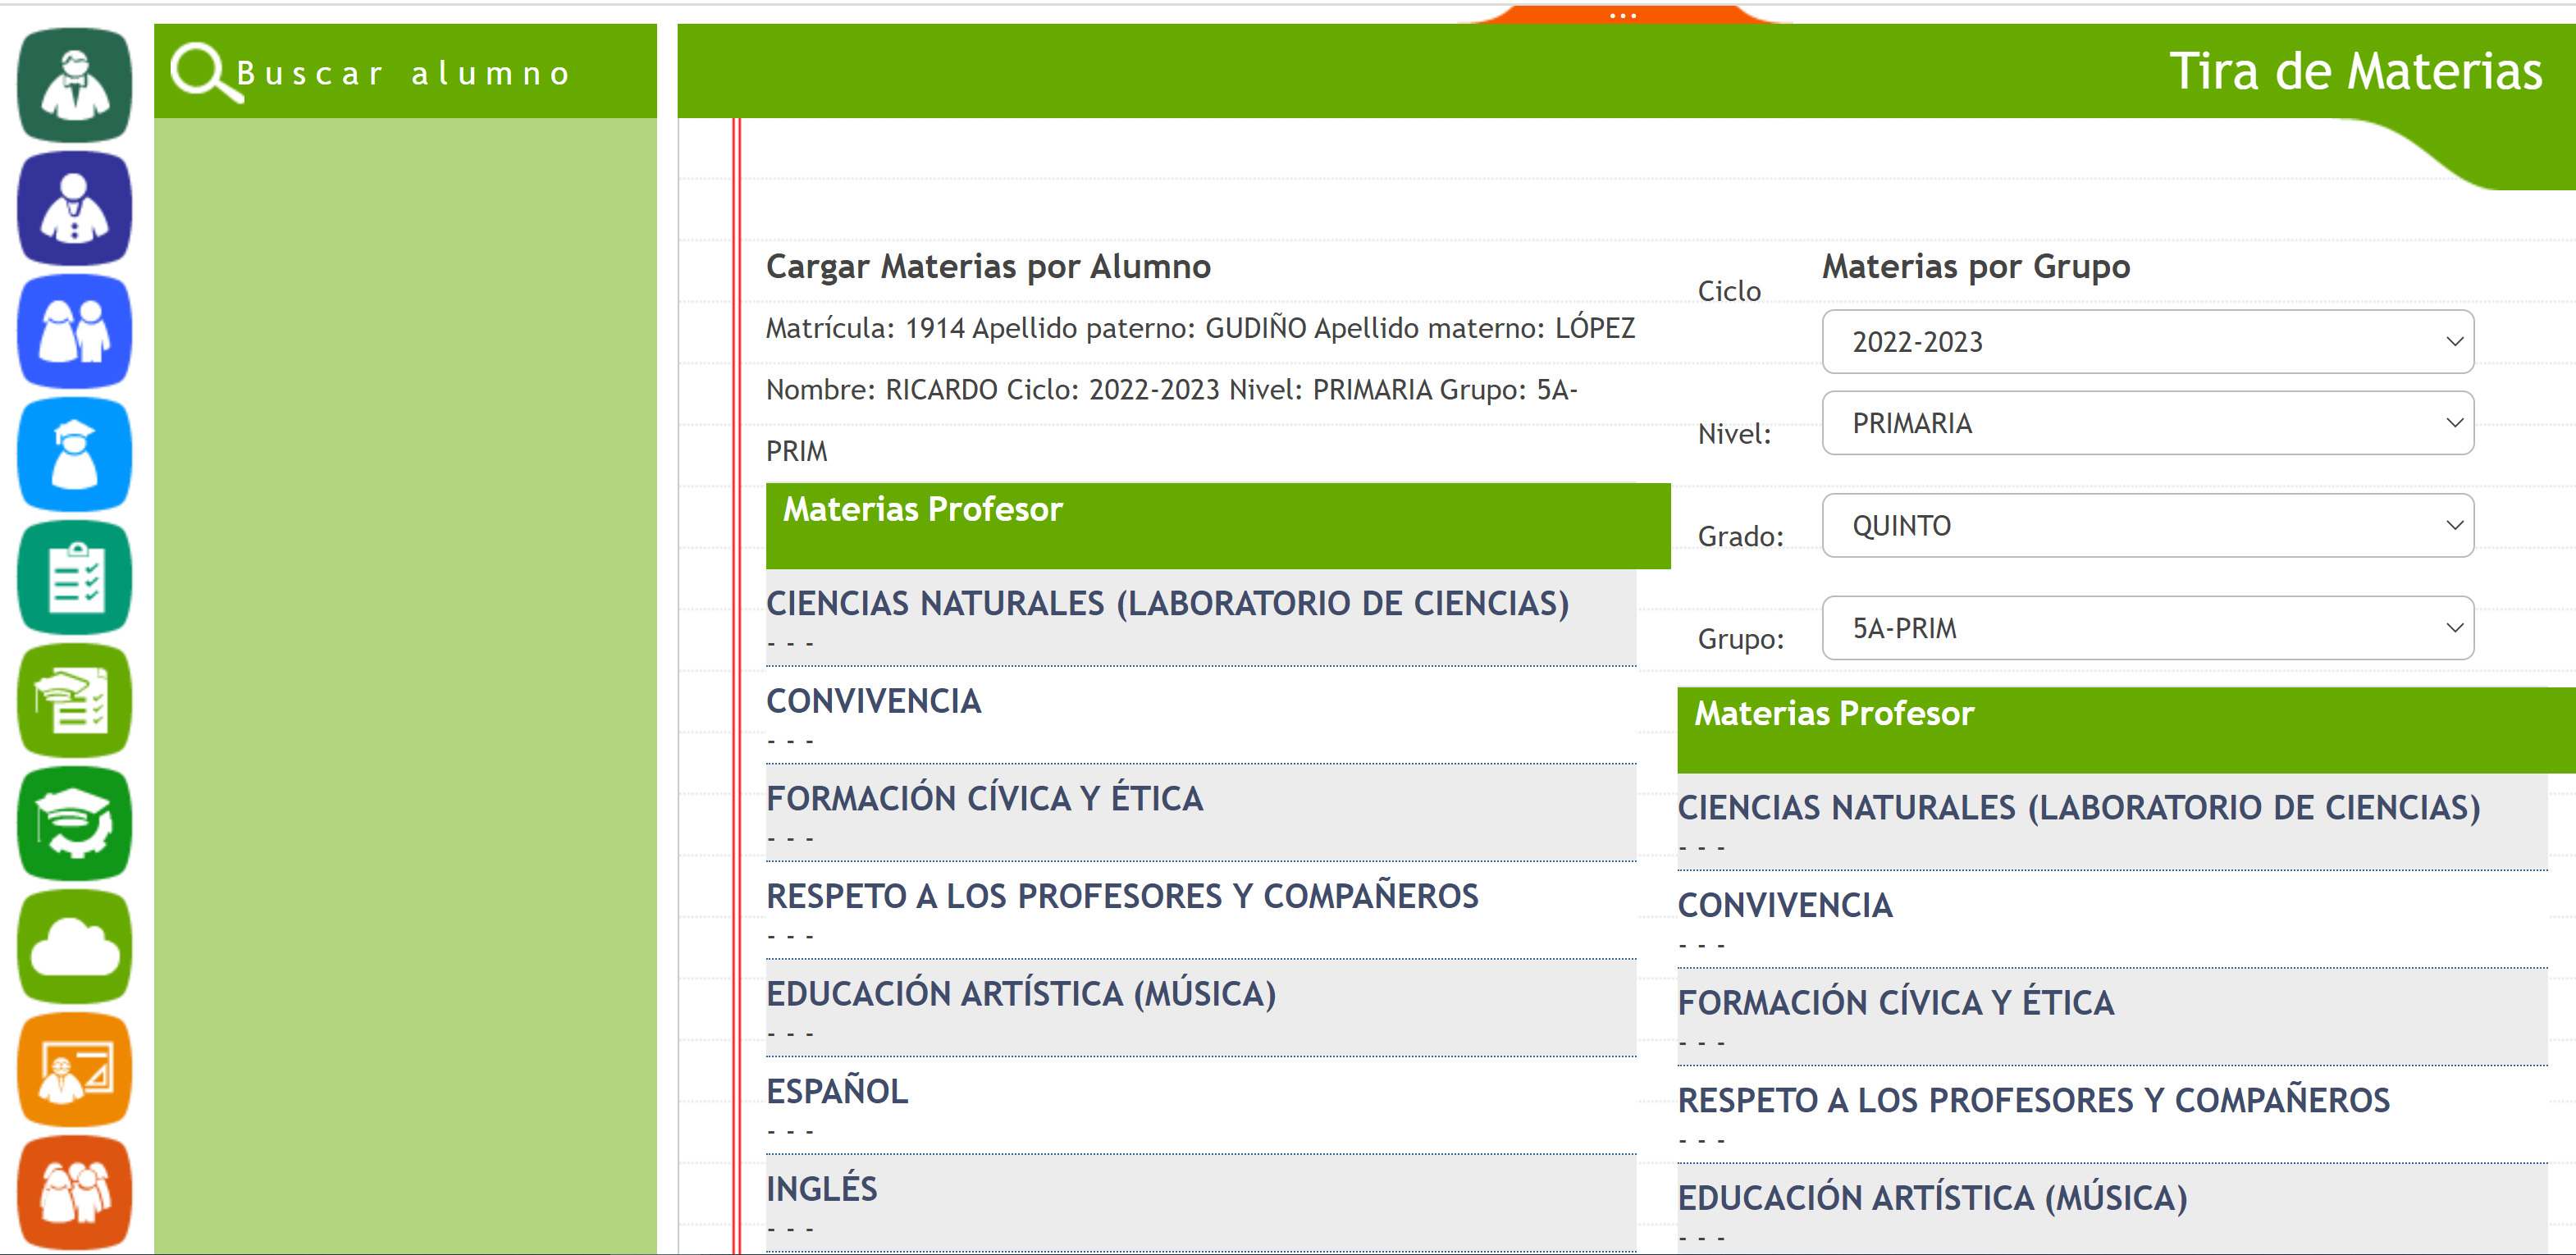 Buscar alumno
Tira de Materias
Cargar Materias por Alumno
Matrícula: 1914 Apellido paterno: GUDIÑO Apellido materno: LÓPEZ
Nombre: RICARDO Ciclo: 2022-2023 Nivel: PRIMARIA Grupo: 5A-
PRIM
Materias Profesor
CIENCIAS NATURALES (LABORATORIO DE CIENCIAS)
- - -
CONVIVENCIA
- - -
FORMACIÓN CÍVICA Y ÉTICA
- - -
RESPETO A LOS PROFESORES Y COMPAÑEROS
- - -
EDUCACIÓN ARTÍSTICA (MÚSICA)
- - -
ESPAÑOL
- - -
INGLÉS
- - -
Materias por Grupo
Ciclo
2022-2023
Nivel:
PRIMARIA
Grado:
QUINTO
Grupo:
5A-PRIM
Materias Profesor
CIENCIAS NATURALES (LABORATORIO DE CIENCIAS)
- - -
CONVIVENCIA
- - -
FORMACIÓN CÍVICA Y ÉTICA
- - -
RESPETO A LOS PROFESORES Y COMPAÑEROS
- - -
EDUCACIÓN ARTÍSTICA (MÚSICA)
- - -